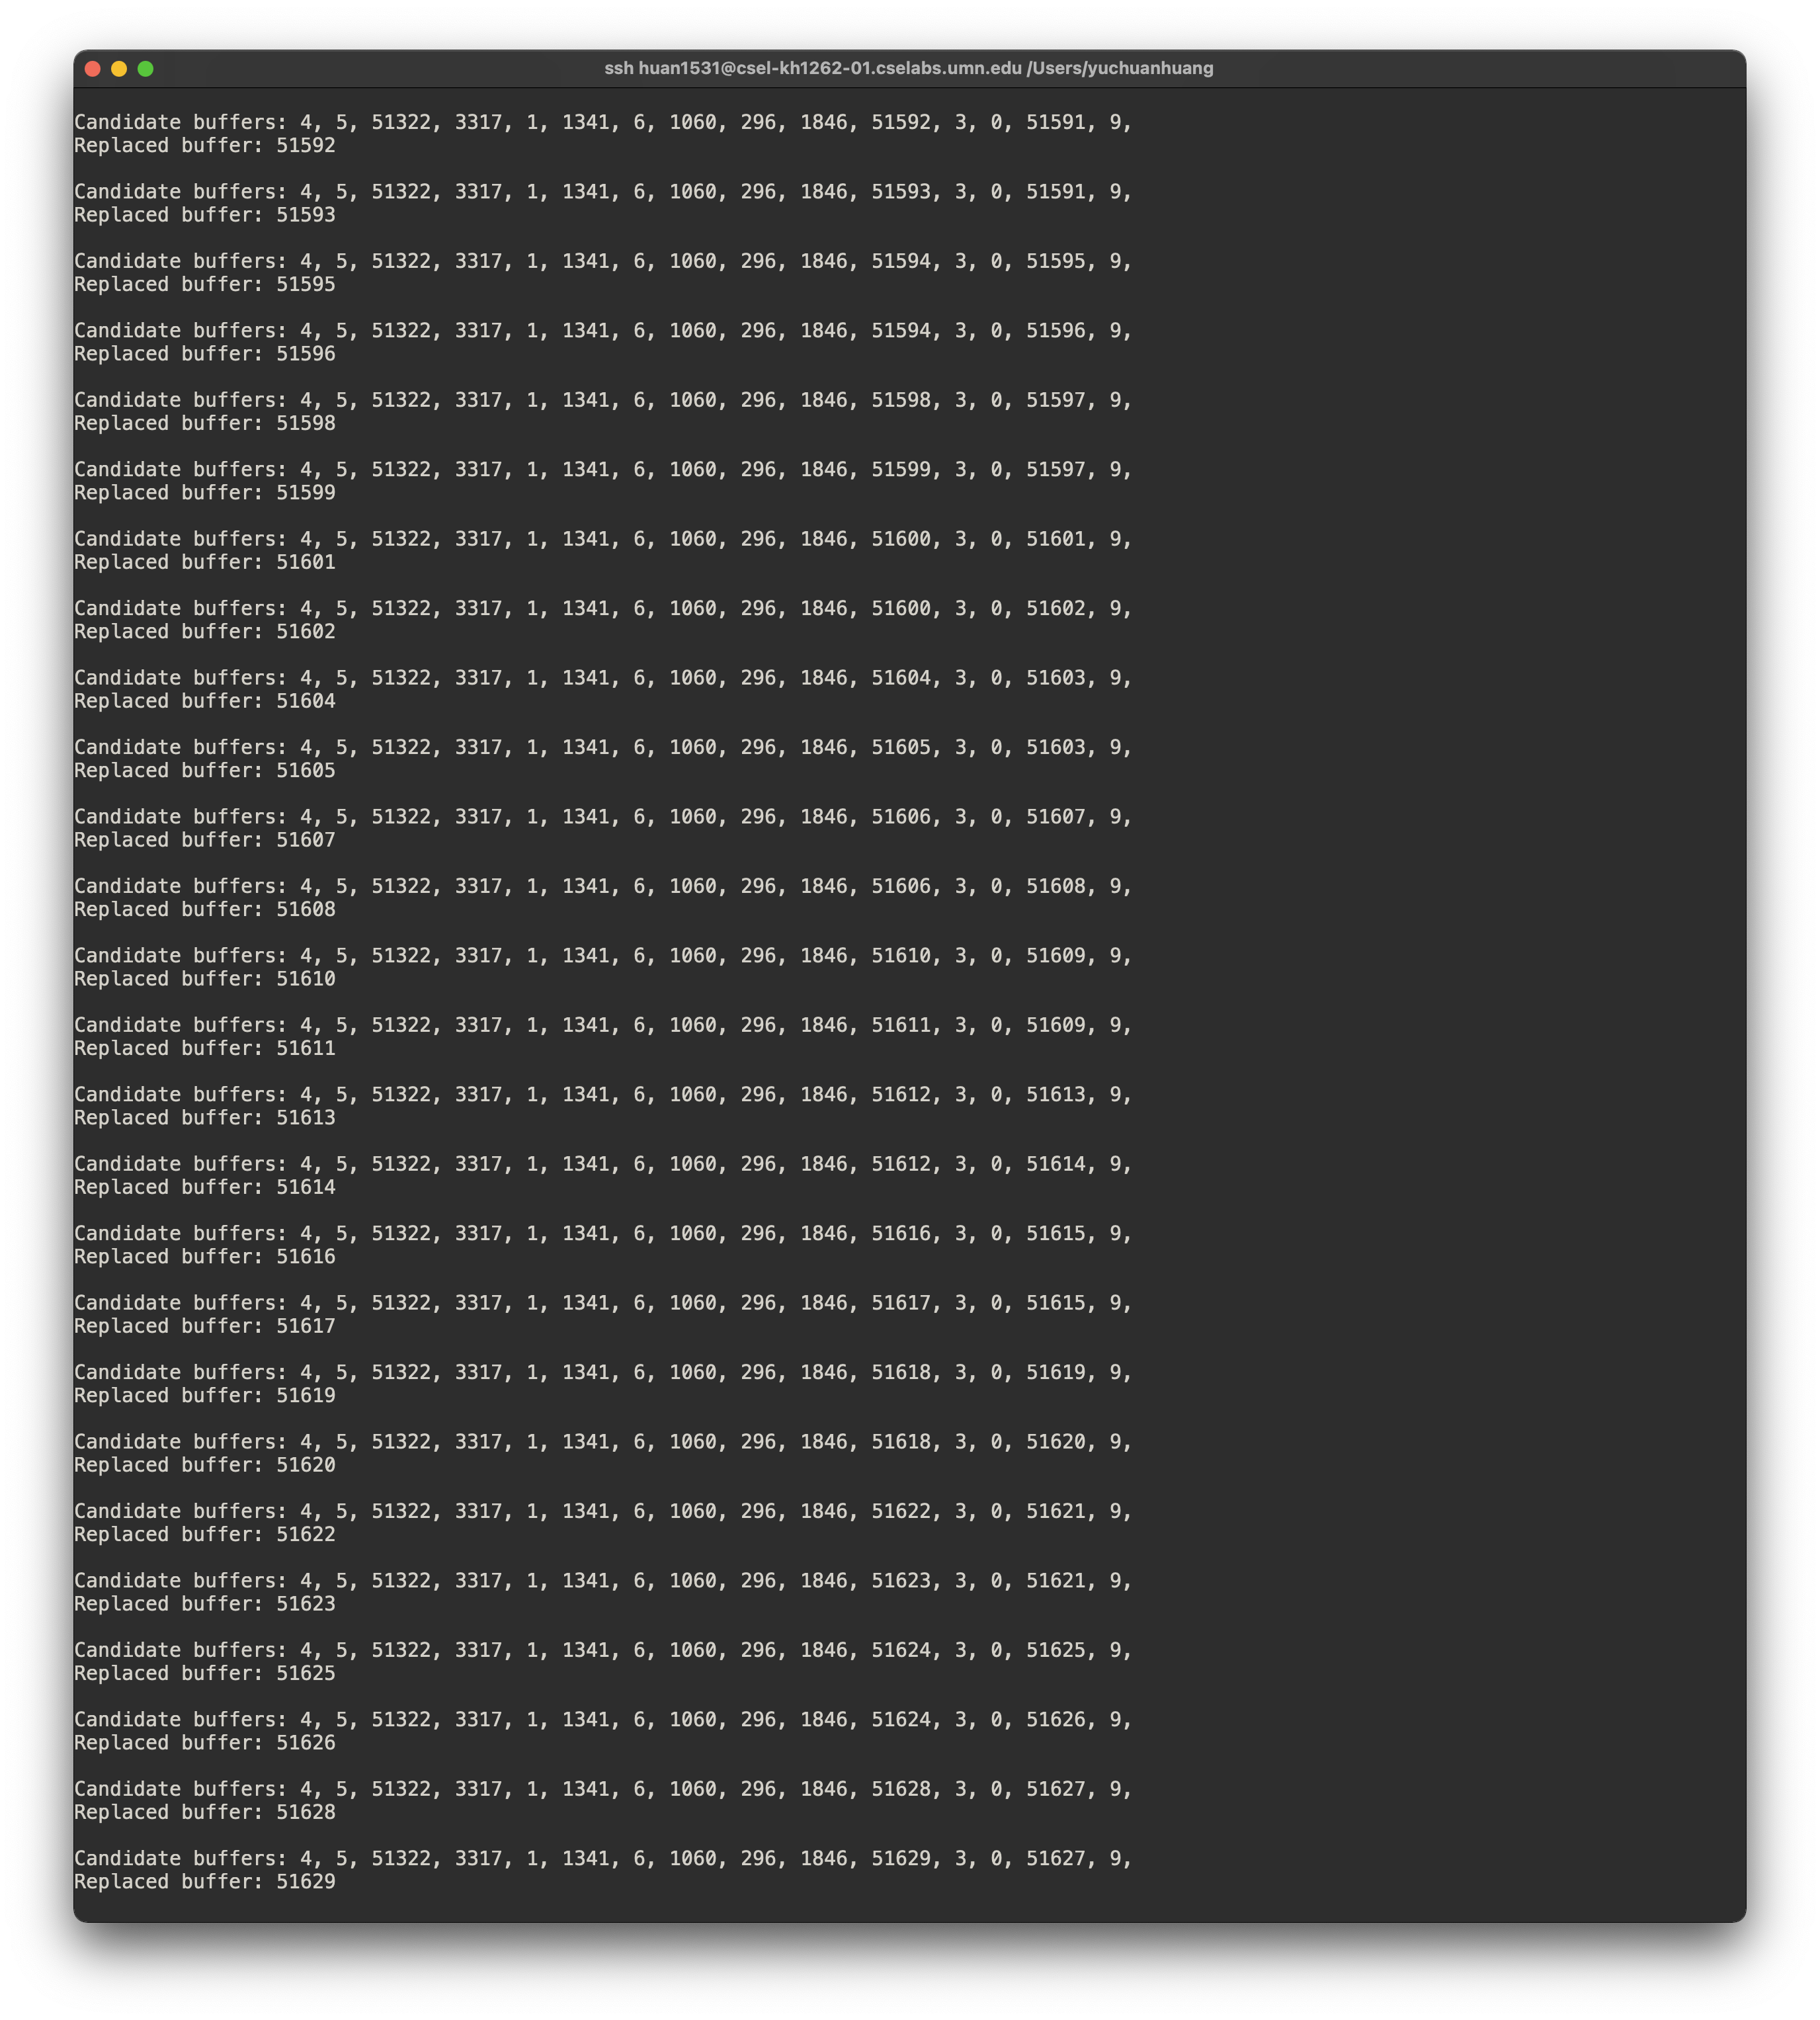 ssh huan1531@csel-kh1262-01.cselabs.umn.edu /Users/yuchuanhuang
Candidate buffers: 4, 5, 51322, 3317, 1, 1341, 6, 1060, 296, 1846, 51592, 3, 0, 51591, 9,
Replaced buffer: 51592
Candidate buffers: 4, 5, 51322, 3317, 1, 1341, 6, 1060, 296, 1846, 51593, 3, 0, 51591, 9,
Replaced buffer: 51593
Candidate buffers: 4, 5, 51322, 3317, 1, 1341, 6, 1060, 296, 1846, 51594, 3, 0, 51595, 9,
Replaced buffer: 51595
Candidate buffers: 4, 5, 51322, 3317, 1, 1341, 6, 1060, 296, 1846, 51594, 3, 0, 51596, 9,
Replaced buffer: 51596
Candidate buffers: 4, 5, 51322, 3317, 1, 1341, 6, 1060, 296, 1846, 51598, 3, 0, 51597, 9,
Replaced buffer: 51598
Candidate buffers: 4, 5, 51322, 3317, 1, 1341, 6, 1060, 296, 1846, 51599, 3, 0, 51597, 9,
Replaced buffer: 51599
Candidate buffers: 4, 5, 51322, 3317, 1, 1341, 6, 1060, 296, 1846, 51600, 3, 0, 51601, 9,
Replaced buffer: 51601
Candidate buffers: 4, 5, 51322, 3317, 1, 1341, 6, 1060, 296, 1846, 51600, 3, 0, 51602, 9,
Replaced buffer: 51602
Candidate buffers: 4, 5, 51322, 3317, 1, 1341, 6, 1060, 296, 1846, 51604, 3, 0, 51603, 9,
Replaced buffer: 51604
Candidate buffers: 4, 5, 51322, 3317, 1, 1341, 6, 1060, 296, 1846, 51605, 3, 0, 51603, 9,
Replaced buffer: 51605
Candidate buffers: 4, 5, 51322, 3317, 1, 1341, 6, 1060, 296, 1846, 51606, 3, 0, 51607, 9,
Replaced buffer: 51607
Candidate buffers: 4, 5, 51322, 3317, 1, 1341, 6, 1060, 296, 1846, 51606, 3, 0, 51608, 9,
Replaced buffer: 51608
Candidate buffers: 4, 5, 51322, 3317, 1, 1341, 6, 1060, 296, 1846, 51610, 3, 0, 51609, 9,
Replaced buffer: 51610
Candidate buffers: 4, 5, 51322, 3317, 1, 1341, 6, 1060, 296, 1846, 51611, 3, 0, 51609, 9,
Replaced buffer: 51611
Candidate buffers: 4, 5, 51322, 3317, 1, 1341, 6, 1060, 296, 1846, 51612, 3, 0, 51613, 9,
Replaced buffer: 51613
Candidate buffers: 4, 5, 51322, 3317, 1, 1341, 6, 1060, 296, 1846, 51612, 3, 0, 51614, 9,
Replaced buffer: 51614
Candidate buffers: 4, 5, 51322, 3317, 1, 1341, 6, 1060, 296, 1846, 51616, 3, 0, 51615, 9,
Replaced buffer: 51616
Candidate buffers: 4, 5, 51322, 3317, 1, 1341, 6, 1060, 296, 1846, 51617, 3, 0, 51615, 9,
Replaced buffer: 51617
Candidate buffers: 4, 5, 51322, 3317, 1, 1341, 6, 1060, 296, 1846, 51618, 3, 0, 51619, 9,
Replaced buffer: 51619
Candidate buffers: 4, 5, 51322, 3317, 1, 1341, 6, 1060, 296, 1846, 51618, 3, 0, 51620, 9,
Replaced buffer: 51620
Candidate buffers: 4, 5, 51322, 3317, 1, 1341, 6, 1060, 296, 1846, 51622, 3, 0, 51621, 9,
Replaced buffer: 51622
Candidate buffers: 4, 5, 51322, 3317, 1, 1341, 6, 1060, 296, 1846, 51623, 3, 0, 51621, 9,
Replaced buffer: 51623
Candidate buffers: 4, 5, 51322, 3317, 1, 1341, 6, 1060, 296, 1846, 51624, 3, 0, 51625, 9,
Replaced buffer: 51625
Candidate buffers: 4, 5, 51322, 3317, 1, 1341, 6, 1060, 296, 1846, 51624, 3, 0, 51626, 9,
Replaced buffer: 51626
Candidate buffers: 4, 5, 51322, 3317, 1, 1341, 6, 1060, 296, 1846, 51628, 3, 0, 51627, 9,
Replaced buffer: 51628
Candidate buffers: 4, 5, 51322, 3317, 1, 1341, 6, 1060, 296, 1846, 51629, 3, 0, 51627, 9,
Replaced buffer: 51629